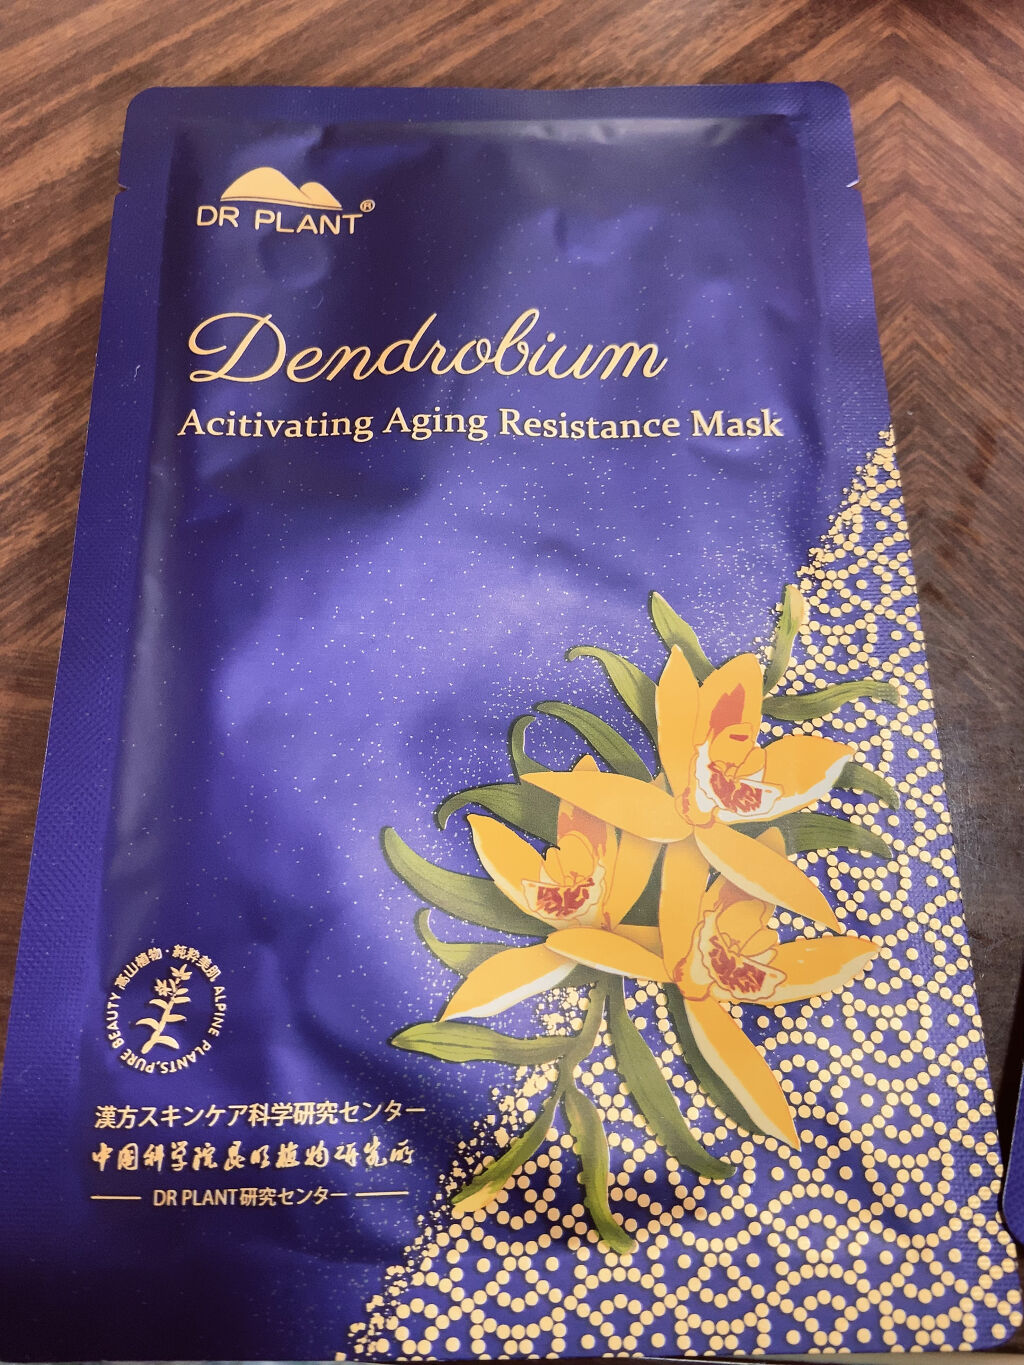 DR PLANT®
Dendrobium
Acitivating Aging Resistance Mask
高山植物·純粹美肌 ALPINE PLANTS,PURE BEAUTY
漢方スキンケア科学研究センター
中国科学院昆明植物研究所
DR PLANT研究センター